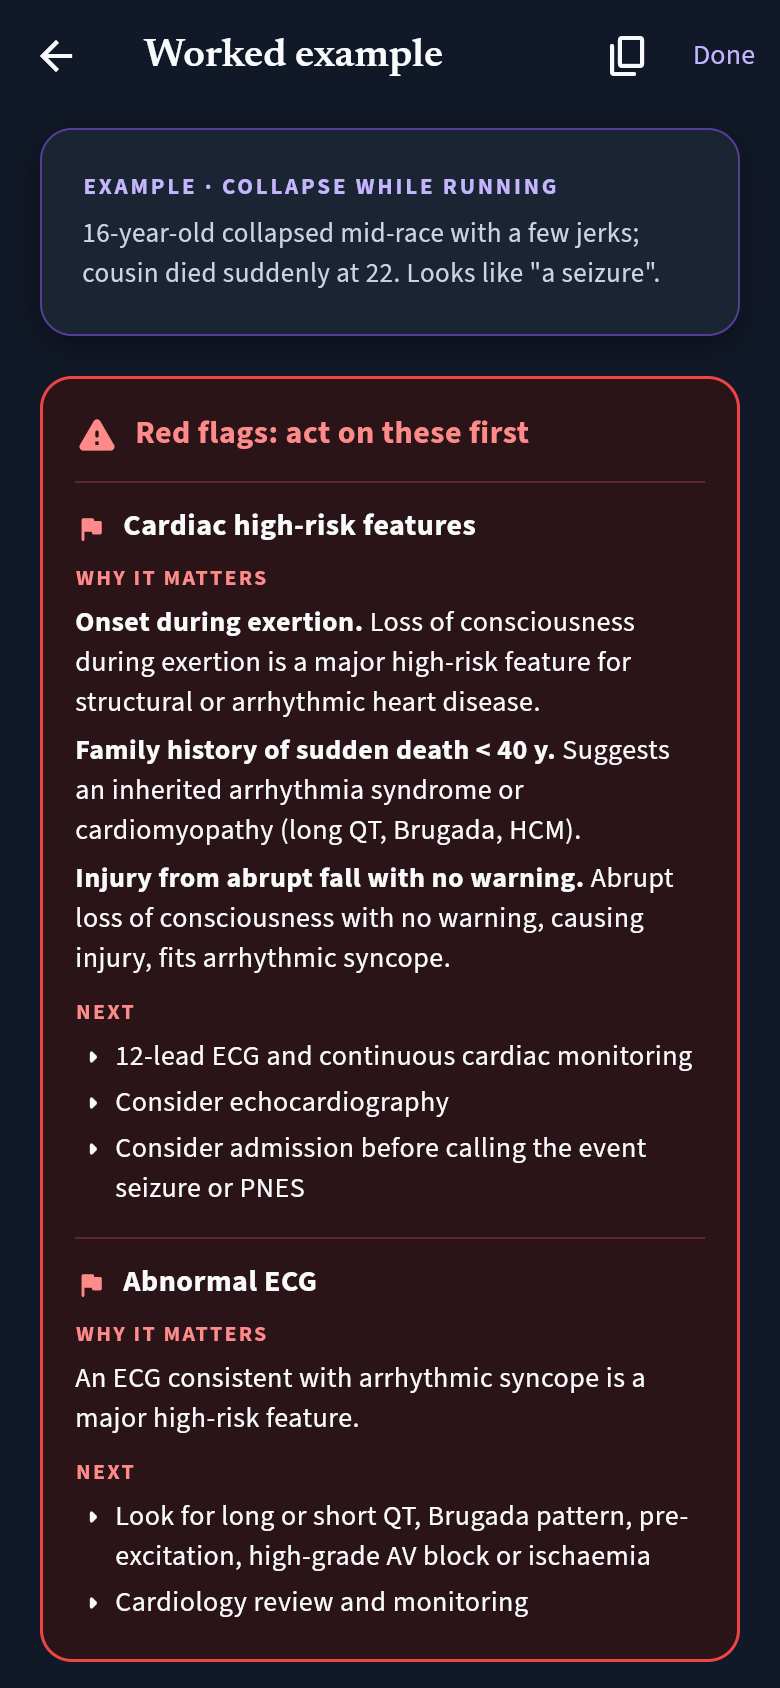 Worked example
Done
EXAMPLE · COLLAPSE WHILE RUNNING
16-year-old collapsed mid-race with a few jerks;
cousin died suddenly at 22. Looks like "a seizure".
Red flags: act on these first
Cardiac high-risk features
WHY IT MATTERS
Onset during exertion. Loss of consciousness
during exertion is a major high-risk feature for
structural or arrhythmic heart disease.
Family history of sudden death < 40 y. Suggests
an inherited arrhythmia syndrome or
cardiomyopathy (long QT, Brugada, HCM).
Injury from abrupt fall with no warning. Abrupt
loss of consciousness with no warning, causing
injury, fits arrhythmic syncope.
NEXT
12-lead ECG and continuous cardiac monitoring
Consider echocardiography
Consider admission before calling the event
seizure or PNES
Abnormal ECG
WHY IT MATTERS
An ECG consistent with arrhythmic syncope is a
major high-risk feature.
NEXT
Look for long or short QT, Brugada pattern, pre-
excitation, high-grade AV block or ischaemia
Cardiology review and monitoring